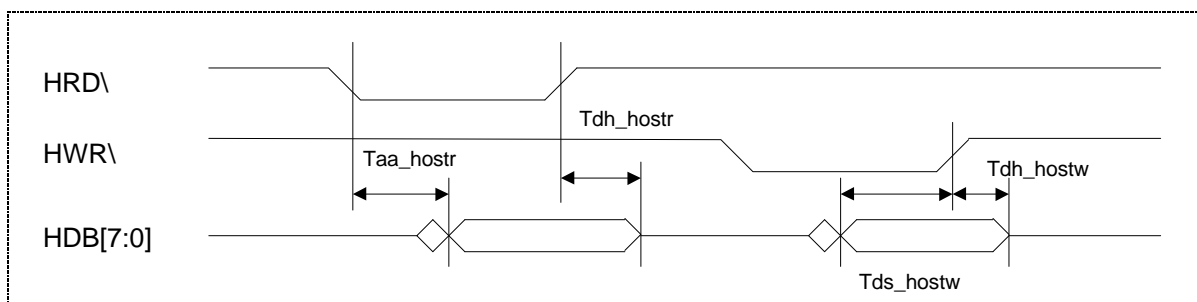 HRD\
Tdh_hostr
HWR\
Taa_hostr
Tdh_hostw
HDB[7:0]
Tds_hostw